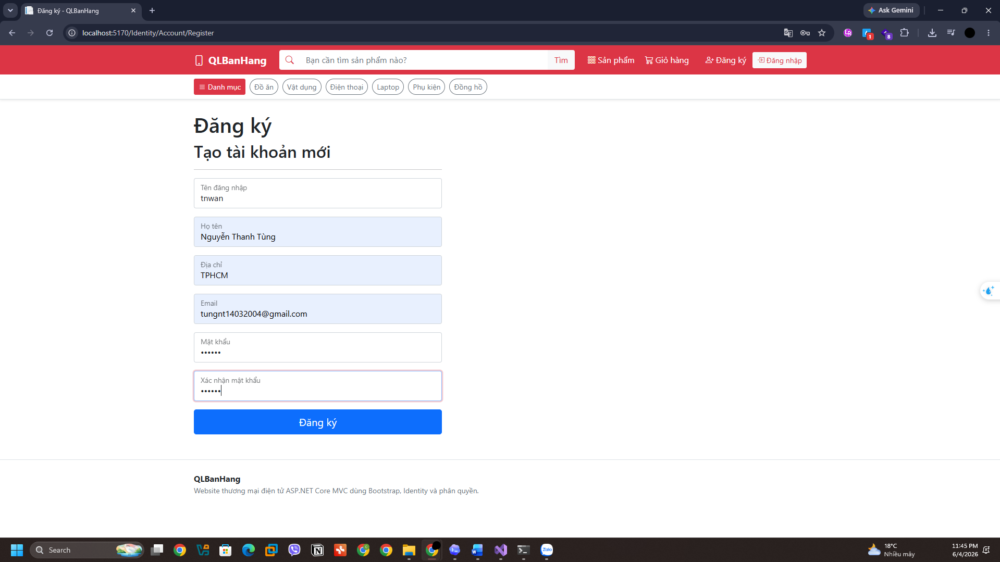 Đăng ký - QLBanHang
Ask Gemini
localhost:5170/Identity/Account/Register
1
8
QLBanHang
Bạn cần tìm sản phẩm nào?
Tìm
Sản phẩm
Giỏ hàng
Đăng ký
Đăng nhập
Danh mục
Đồ ăn
Vật dụng
Điện thoại
Laptop
Phụ kiện
Đồng hồ
Đăng ký
Tạo tài khoản mới
Tên đăng nhập
tnwan
Họ tên
Nguyễn Thanh Tùng
Địa chỉ
TPHCM
Email
tungnt14032004@gmail.com
Mật khẩu
••••••
Xác nhận mật khẩu
••••••
Đăng ký
QLBanHang
Website thương mại điện tử ASP.NET Core MVC dùng Bootstrap, Identity và phân quyền.
Search
Zalo
18°C
Nhiều mây
11:45 PM
6/4/2026